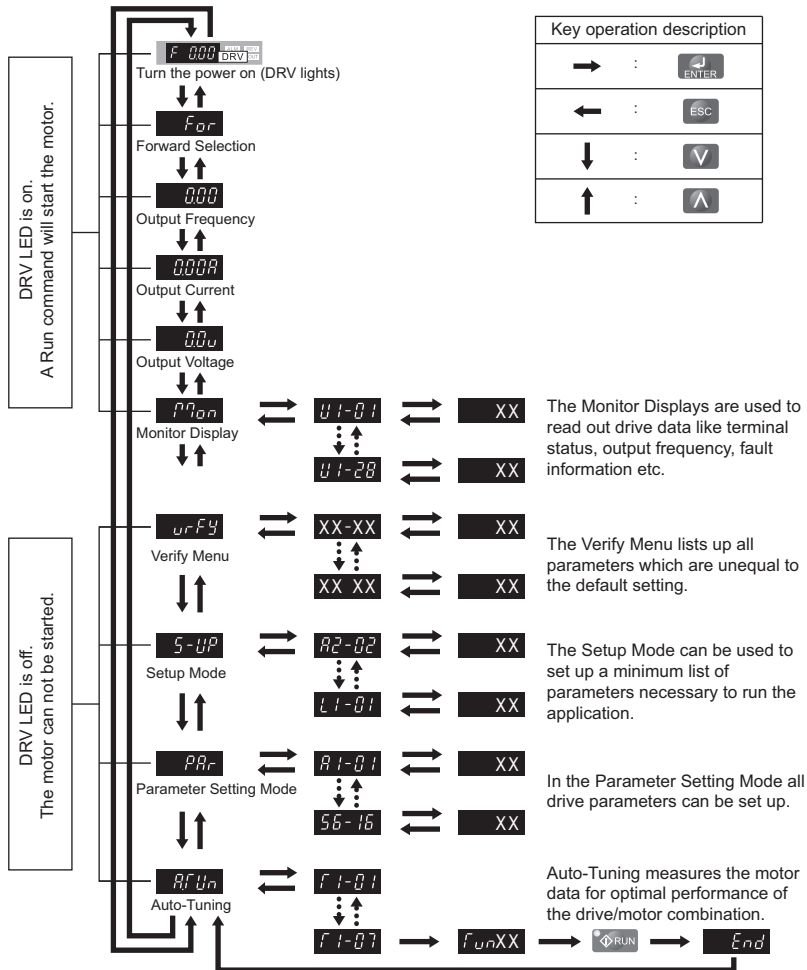 Key operation description
→ : ENTER
← : ESC
↓ : V
↑ : Λ
DRV LED is on.
A Run command will start the motor.
F 0.00 DRV
Turn the power on (DRV lights)
For
Forward Selection
0.00
Output Frequency
0.00A
Output Current
0.0v
Output Voltage
Mon
Monitor Display
U1-01 XX
U1-28 XX
The Monitor Displays are used to
read out drive data like terminal
status, output frequency, fault
information etc.
DRV LED is off.
The motor can not be started.
vrFY
Verify Menu
XX-XX XX
XX XX XX
The Verify Menu lists up all
parameters which are unequal to
the default setting.
S-UP
Setup Mode
A2-02 XX
L1-01 XX
The Setup Mode can be used to
set up a minimum list of
parameters necessary to run the
application.
PAr
Parameter Setting Mode
A1-01 XX
S6-16 XX
In the Parameter Setting Mode all
drive parameters can be set up.
A.TUn
Auto-Tuning
T1-01
T1-07 TunXX RUN End
Auto-Tuning measures the motor
data for optimal performance of
the drive/motor combination.